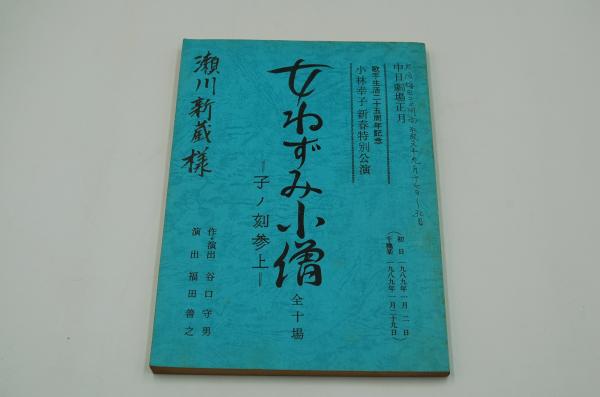 中日劇場正月
歌手生活二十五周年記念
小林幸子新春特別公演
初日 一九八九年一月二日
千龝楽 一九八九年一月二十九日
女ねずみ小僧
―子ノ刻参上―
全十場
作・演出 谷口守男
演出 福田善之
瀬川新蔵様